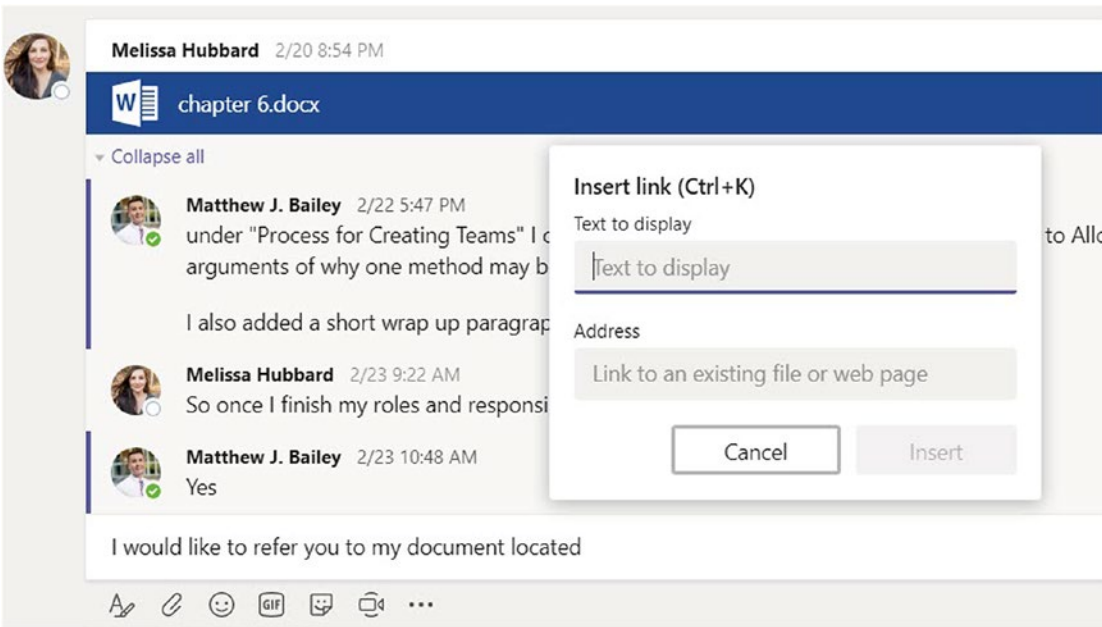 Melissa Hubbard 2/20 8:54 PM
W chapter 6.docx
Collapse all
Matthew J. Bailey 2/22 5:47 PM
under "Process for Creating Teams" I
to
arguments of why one method may
I also added a short wrap up
Melissa Hubbard 2/23 9:22 AM
So once I finish my roles and
Matthew J. Bailey 2/23 10:48 AM
Yes
Insert link (Ctrl+K)
Text to display
Text to display
Address
Link to an existing file or web page
Cancel Insert
I would like to refer you to my document located
GIF